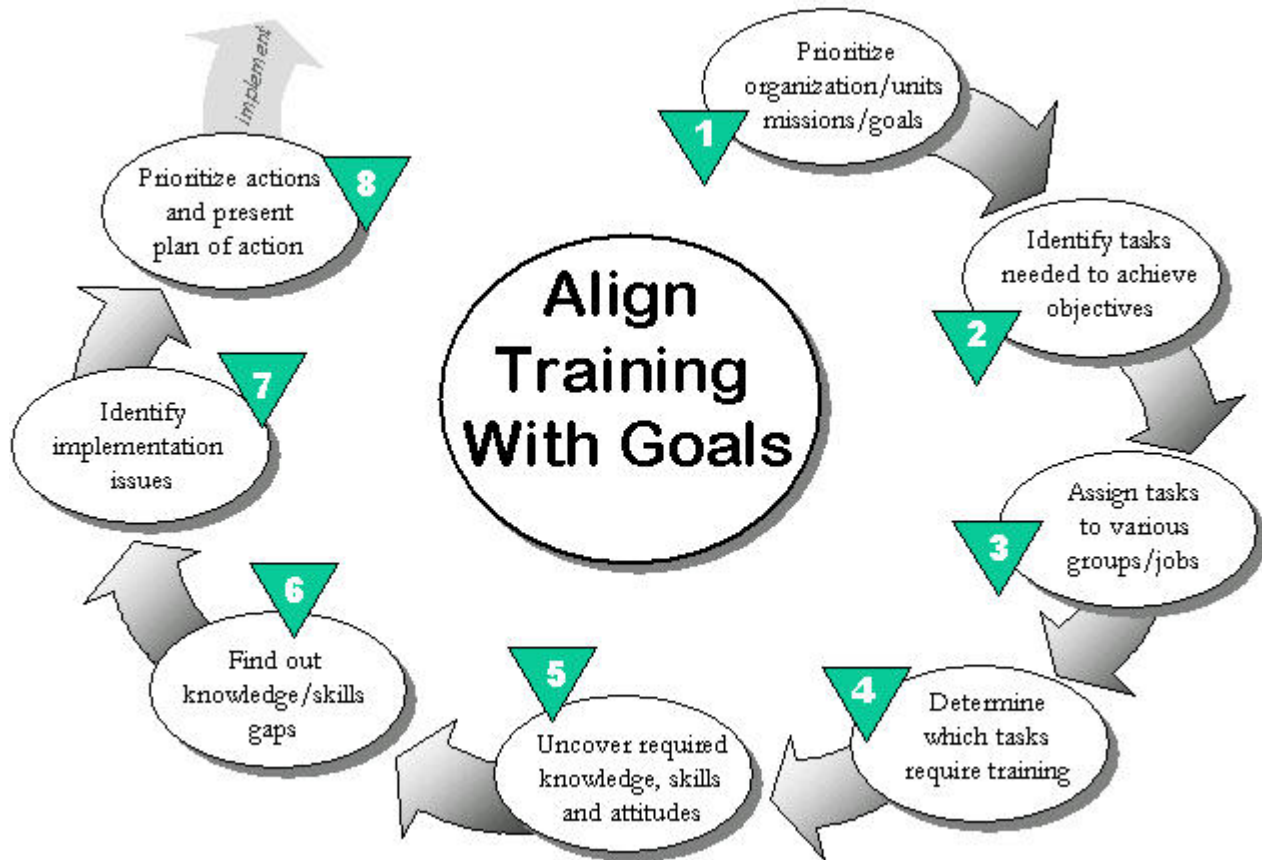 Align
Training
With Goals
1
Prioritize
organization/units
missions/goals
2
Identify tasks
needed to achieve
objectives
3
Assign tasks
to various
groups/jobs
4
Determine
which tasks
require training
5
Uncover required
knowledge, skills
and attitudes
6
Find out
knowledge/skills
gaps
7
Identify
implementation
issues
8
Prioritize actions
and present
plan of action
implement